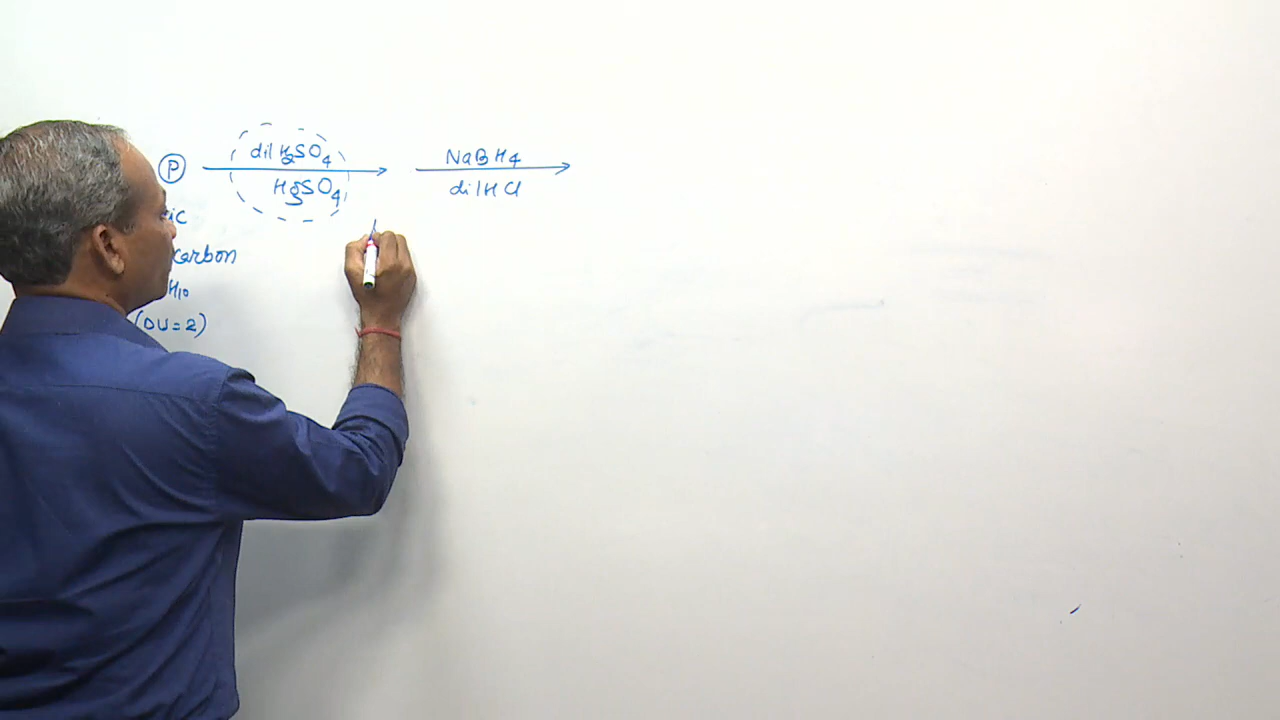 P dil H2SO4 NaBH4
HgSO4 dil HCl
ic
carbon
H10
(DU=2)